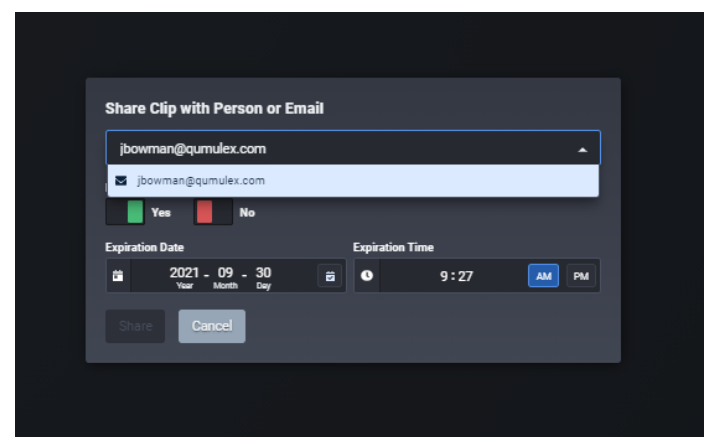 Share Clip with Person or Email
jbowman@qumulex.com
jbowman@qumulex.com
Yes No
Expiration Date Expiration Time
2021 - 09 - 30 9 : 27 AM PM
Year Month Day
Share Cancel